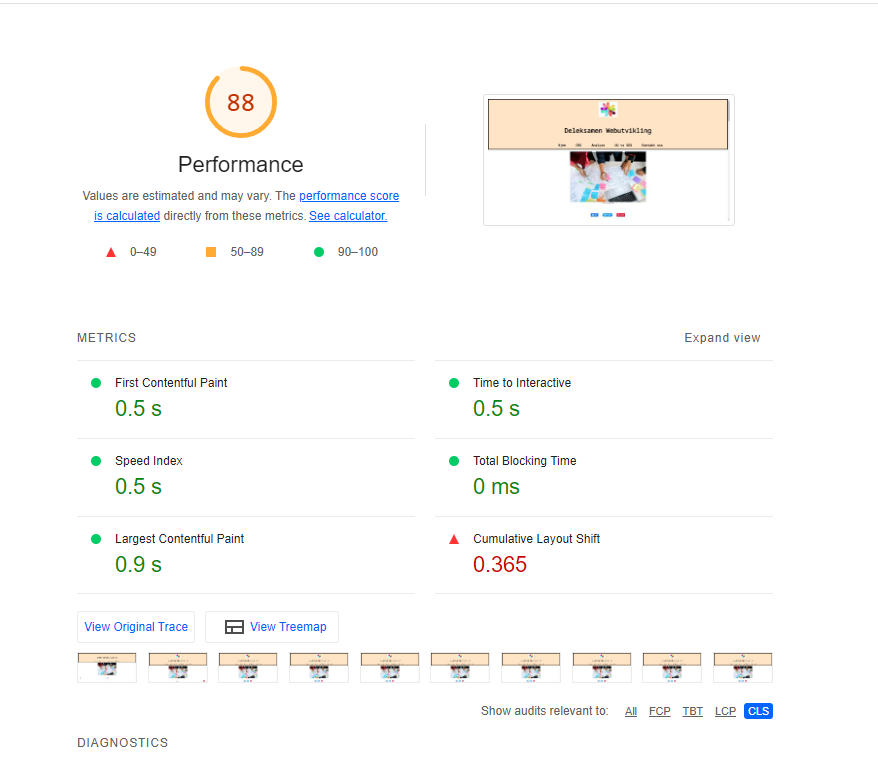 88
Performance
Values are estimated and may vary. The performance score
is calculated directly from these metrics. See calculator.
0–49
50–89
90–100
Deleksamen Webutvikling
METRICS
Expand view
First Contentful Paint
0.5 s
Time to Interactive
0.5 s
Speed Index
0.5 s
Total Blocking Time
0 ms
Largest Contentful Paint
0.9 s
Cumulative Layout Shift
0.365
View Original Trace
View Treemap
Show audits relevant to: All FCP TBT LCP CLS
DIAGNOSTICS